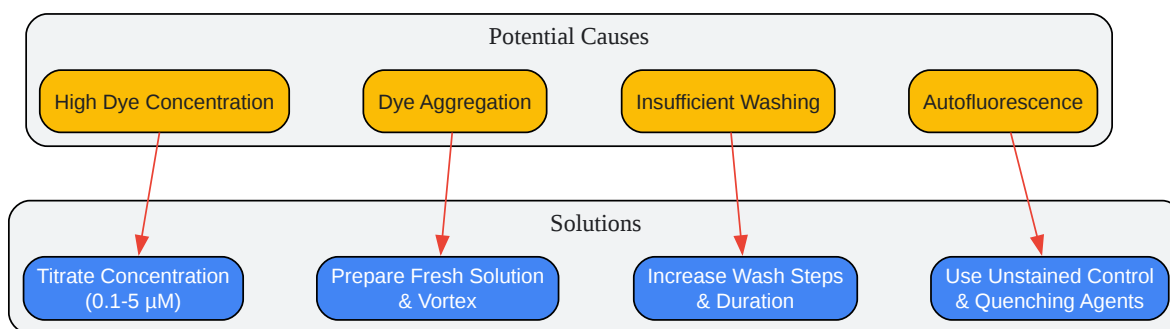 Potential Causes
High Dye Concentration
Dye Aggregation
Insufficient Washing
Autofluorescence
Solutions
Titrate Concentration
(0.1-5 µM)
Prepare Fresh Solution
& Vortex
Increase Wash Steps
& Duration
Use Unstained Control
& Quenching Agents